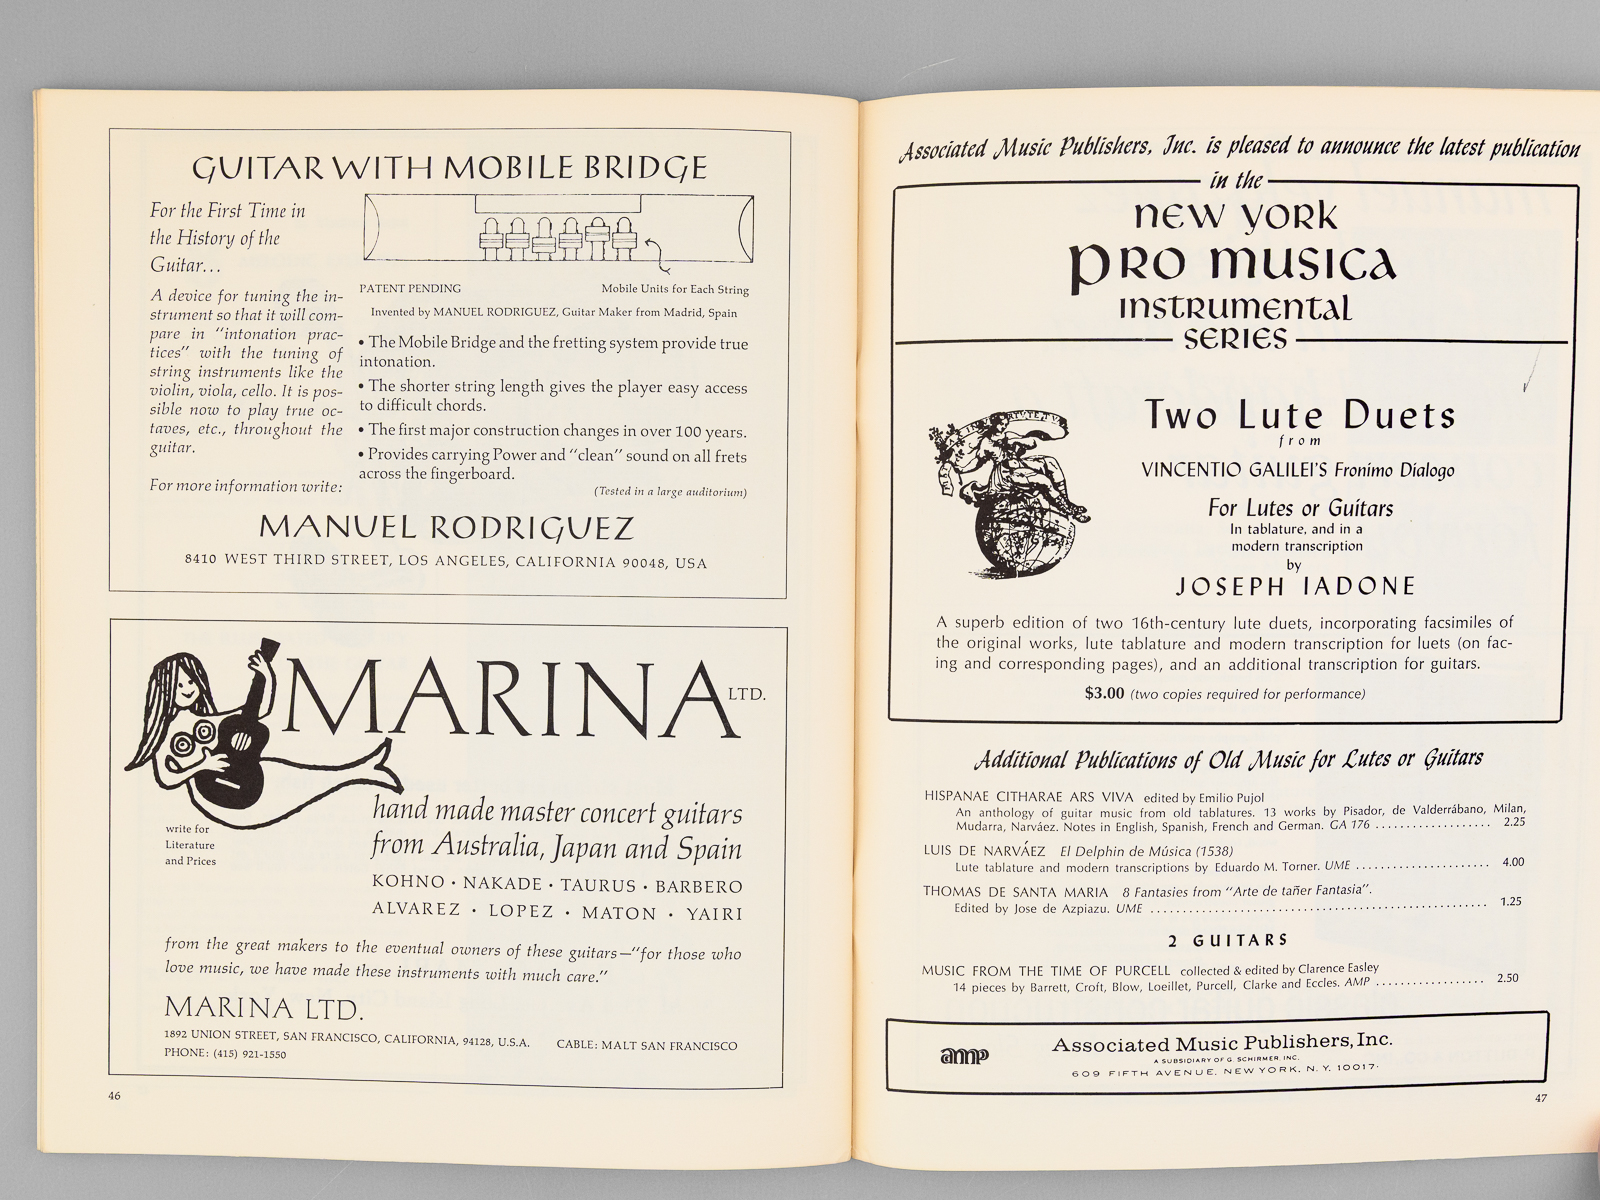 GUITAR WITH MOBILE BRIDGE
For the First Time in
the History of the
Guitar...
A device for tuning the in-
strument so that it will com-
pare in "intonation prac-
tices" with the tuning of
string instruments like the
violin, viola, cello. It is pos-
sible now to play true oc-
taves, etc., throughout the
guitar.
For more information write:
PATENT PENDING
Mobile Units for Each String
Invented by MANUEL RODRIGUEZ, Guitar Maker from Madrid, Spain
• The Mobile Bridge and the fretting system provide true
intonation.
• The shorter string length gives the player easy access
to difficult chords.
• The first major construction changes in over 100 years.
• Provides carrying Power and "clean" sound on all frets
across the fingerboard.
(Tested in a large auditorium)
MANUEL RODRIGUEZ
8410 WEST THIRD STREET, LOS ANGELES, CALIFORNIA 90048, USA
MARINA LTD.
write for
Literature
and Prices
hand made master concert guitars
from Australia, Japan and Spain
KOHNO • NAKADE • TAURUS • BARBERO
ALVAREZ • LOPEZ • MATON • YAIRI
from the great makers to the eventual owners of these guitars—"for those who
love music, we have made these instruments with much care."
MARINA LTD.
1892 UNION STREET, SAN FRANCISCO, CALIFORNIA, 94128, U.S.A.
CABLE: MALT SAN FRANCISCO
PHONE: (415) 921-1550
46
Associated Music Publishers, Inc. is pleased to announce the latest publication
in the
NEW YORK
PRO MUSICA
INSTRUMENTAL
SERIES
Two Lute Duets
from
VINCENTIO GALILEI'S Fronimo Dialogo
For Lutes or Guitars
In tablature, and in a
modern transcription
by
JOSEPH IADONE
A superb edition of two 16th-century lute duets, incorporating facsimiles of
the original works, lute tablature and modern transcription for luets (on fac-
ing and corresponding pages), and an additional transcription for guitars.
$3.00 (two copies required for performance)
Additional Publications of Old Music for Lutes or Guitars
HISPANAE CITHARAE ARS VIVA edited by Emilio Pujol
An anthology of guitar music from old tablatures. 13 works by Pisador, de Valderrábano, Milan,
Mudarra, Narváez. Notes in English, Spanish, French and German. GA 176 .................. 2.25
LUIS DE NARVÁEZ El Delphin de Música (1538)
Lute tablature and modern transcriptions by Eduardo M. Torner. UME ..................... 4.00
THOMAS DE SANTA MARIA 8 Fantasies from "Arte de tañer Fantasia".
Edited by Jose de Azpiazu. UME .................................................... 1.25
2 GUITARS
MUSIC FROM THE TIME OF PURCELL collected & edited by Clarence Easley
14 pieces by Barrett, Croft, Blow, Loeillet, Purcell, Clarke and Eccles. AMP ................. 2.50
amp
Associated Music Publishers, Inc.
A SUBSIDIARY OF G. SCHIRMER, INC.
609 FIFTH AVENUE, NEW YORK, N. Y. 10017
47